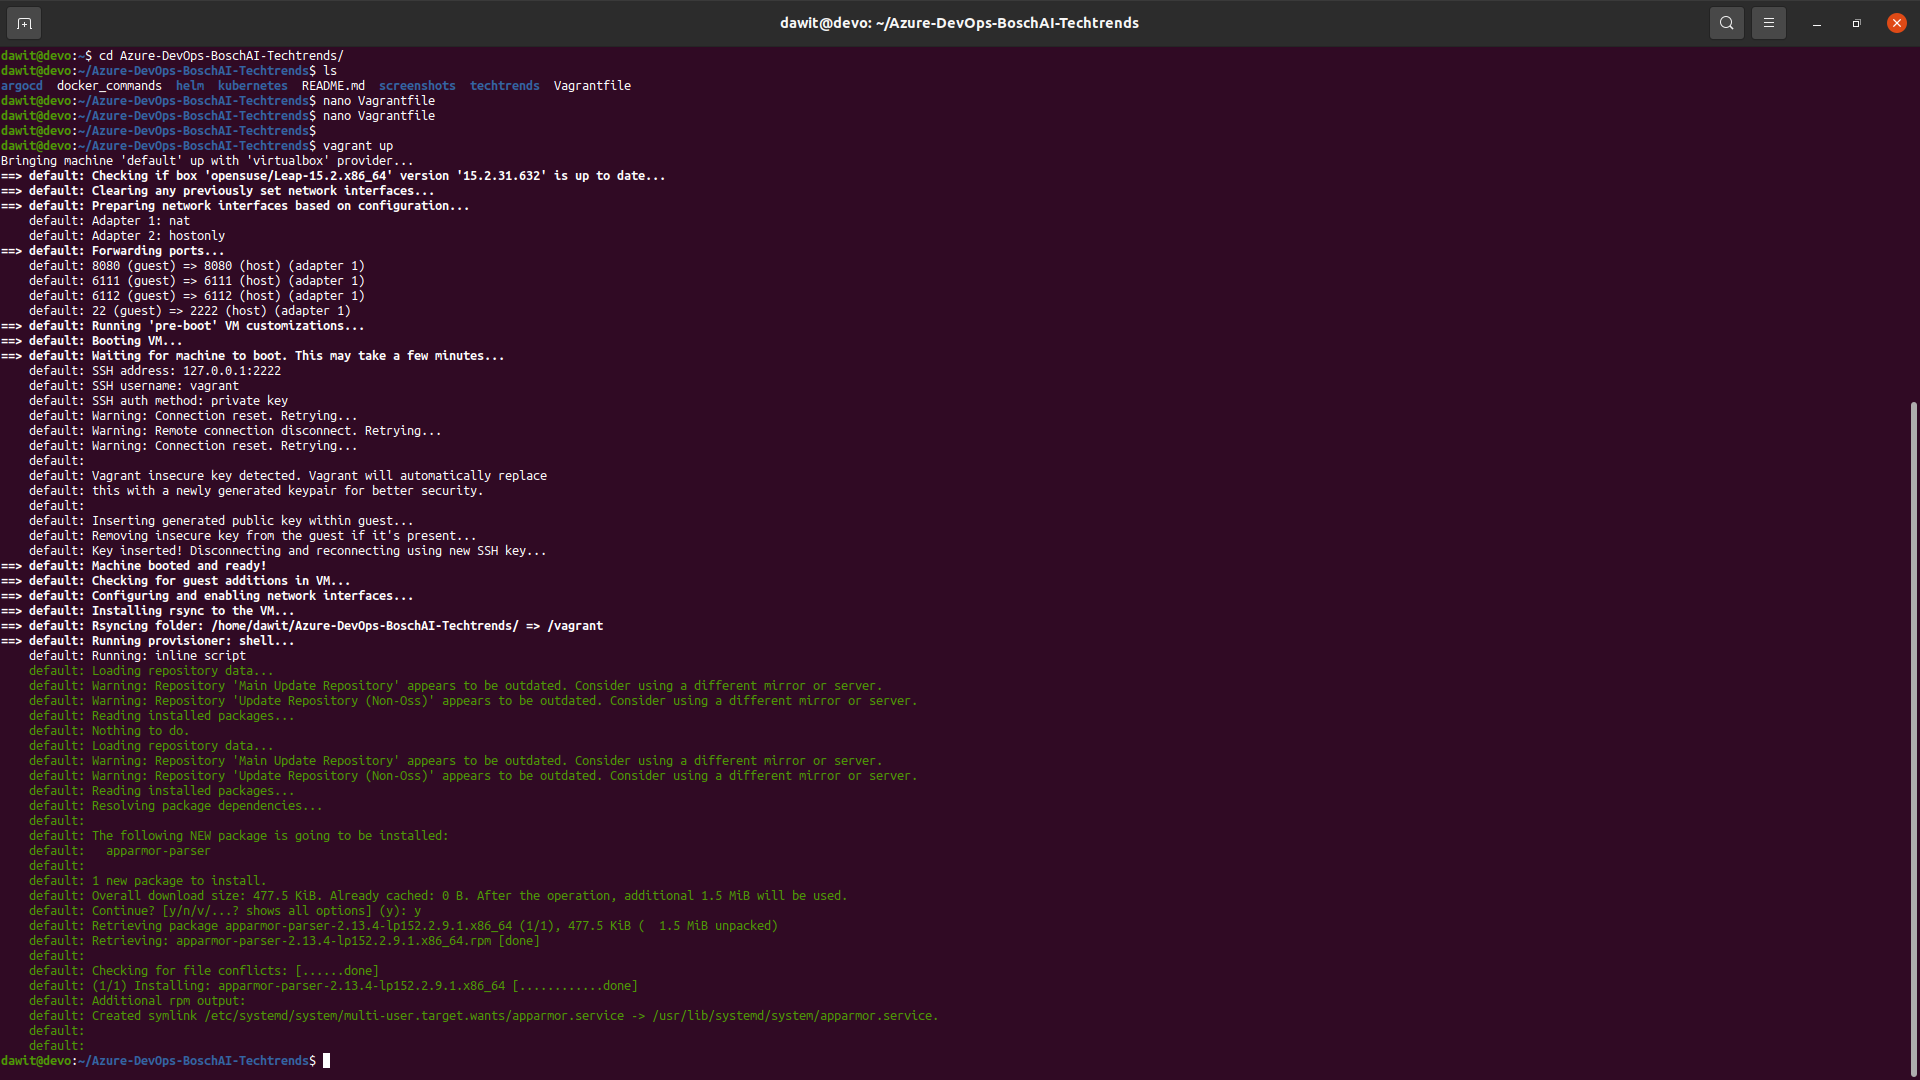 dawit@devo: ~/Azure-DevOps-BoschAI-Techtrends
dawit@devo:~$ cd Azure-DevOps-BoschAI-Techtrends/
dawit@devo:~/Azure-DevOps-BoschAI-Techtrends$ ls
argocd  docker_commands  helm  kubernetes  README.md  screenshots  techtrends  Vagrantfile
dawit@devo:~/Azure-DevOps-BoschAI-Techtrends$ nano Vagrantfile
dawit@devo:~/Azure-DevOps-BoschAI-Techtrends$ nano Vagrantfile
dawit@devo:~/Azure-DevOps-BoschAI-Techtrends$
dawit@devo:~/Azure-DevOps-BoschAI-Techtrends$ vagrant up
Bringing machine 'default' up with 'virtualbox' provider...
==> default: Checking if box 'opensuse/Leap-15.2.x86_64' version '15.2.31.632' is up to date...
==> default: Clearing any previously set network interfaces...
==> default: Preparing network interfaces based on configuration...
    default: Adapter 1: nat
    default: Adapter 2: hostonly
==> default: Forwarding ports...
    default: 8080 (guest) => 8080 (host) (adapter 1)
    default: 6111 (guest) => 6111 (host) (adapter 1)
    default: 6112 (guest) => 6112 (host) (adapter 1)
    default: 22 (guest) => 2222 (host) (adapter 1)
==> default: Running 'pre-boot' VM customizations...
==> default: Booting VM...
==> default: Waiting for machine to boot. This may take a few minutes...
    default: SSH address: 127.0.0.1:2222
    default: SSH username: vagrant
    default: SSH auth method: private key
    default: Warning: Connection reset. Retrying...
    default: Warning: Remote connection disconnect. Retrying...
    default: Warning: Connection reset. Retrying...
    default:
    default: Vagrant insecure key detected. Vagrant will automatically replace
    default: this with a newly generated keypair for better security.
    default:
    default: Inserting generated public key within guest...
    default: Removing insecure key from the guest if it's present...
    default: Key inserted! Disconnecting and reconnecting using new SSH key...
==> default: Machine booted and ready!
==> default: Checking for guest additions in VM...
==> default: Configuring and enabling network interfaces...
==> default: Installing rsync to the VM...
==> default: Rsyncing folder: /home/dawit/Azure-DevOps-BoschAI-Techtrends/ => /vagrant
==> default: Running provisioner: shell...
    default: Running: inline script
    default: Loading repository data...
    default: Warning: Repository 'Main Update Repository' appears to be outdated. Consider using a different mirror or server.
    default: Warning: Repository 'Update Repository (Non-Oss)' appears to be outdated. Consider using a different mirror or server.
    default: Reading installed packages...
    default: Nothing to do.
    default: Loading repository data...
    default: Warning: Repository 'Main Update Repository' appears to be outdated. Consider using a different mirror or server.
    default: Warning: Repository 'Update Repository (Non-Oss)' appears to be outdated. Consider using a different mirror or server.
    default: Reading installed packages...
    default: Resolving package dependencies...
    default:
    default: The following NEW package is going to be installed:
    default:   apparmor-parser
    default:
    default: 1 new package to install.
    default: Overall download size: 477.5 KiB. Already cached: 0 B. After the operation, additional 1.5 MiB will be used.
    default: Continue? [y/n/v/...? shows all options] (y): y
    default: Retrieving package apparmor-parser-2.13.4-lp152.2.9.1.x86_64 (1/1), 477.5 KiB (  1.5 MiB unpacked)
    default: Retrieving: apparmor-parser-2.13.4-lp152.2.9.1.x86_64.rpm [done]
    default:
    default: Checking for file conflicts: [......done]
    default: (1/1) Installing: apparmor-parser-2.13.4-lp152.2.9.1.x86_64 [............done]
    default: Additional rpm output:
    default: Created symlink /etc/systemd/system/multi-user.target.wants/apparmor.service -> /usr/lib/systemd/system/apparmor.service.
    default:
    default:
dawit@devo:~/Azure-DevOps-BoschAI-Techtrends$